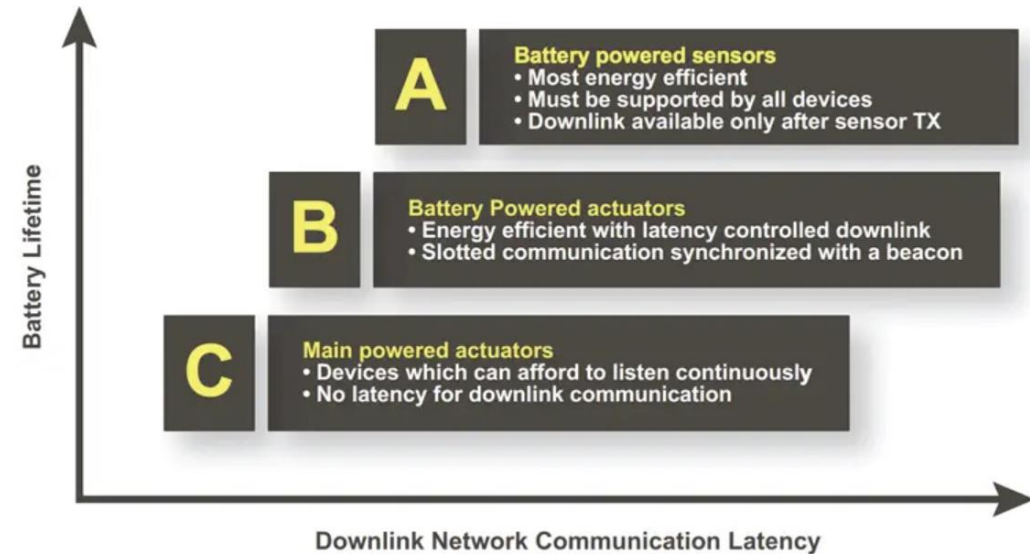 Battery Lifetime
A
Battery powered sensors
• Most energy efficient
• Must be supported by all devices
• Downlink available only after sensor TX
B
Battery Powered actuators
• Energy efficient with latency controlled downlink
• Slotted communication synchronized with a beacon
C
Main powered actuators
• Devices which can afford to listen continuously
• No latency for downlink communication
Downlink Network Communication Latency